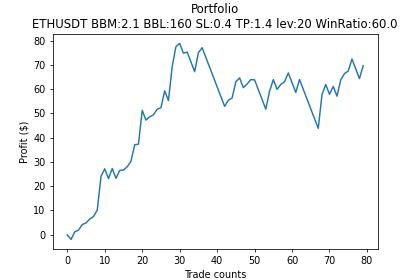 Portfolio
ETHUSDT BBM:2.1 BBL:160 SL:0.4 TP:1.4 lev:20 WinRatio:60.0
80
70
60
50
40
30
20
10
0
Profit ($)
0 10 20 30 40 50 60 70 80
Trade counts